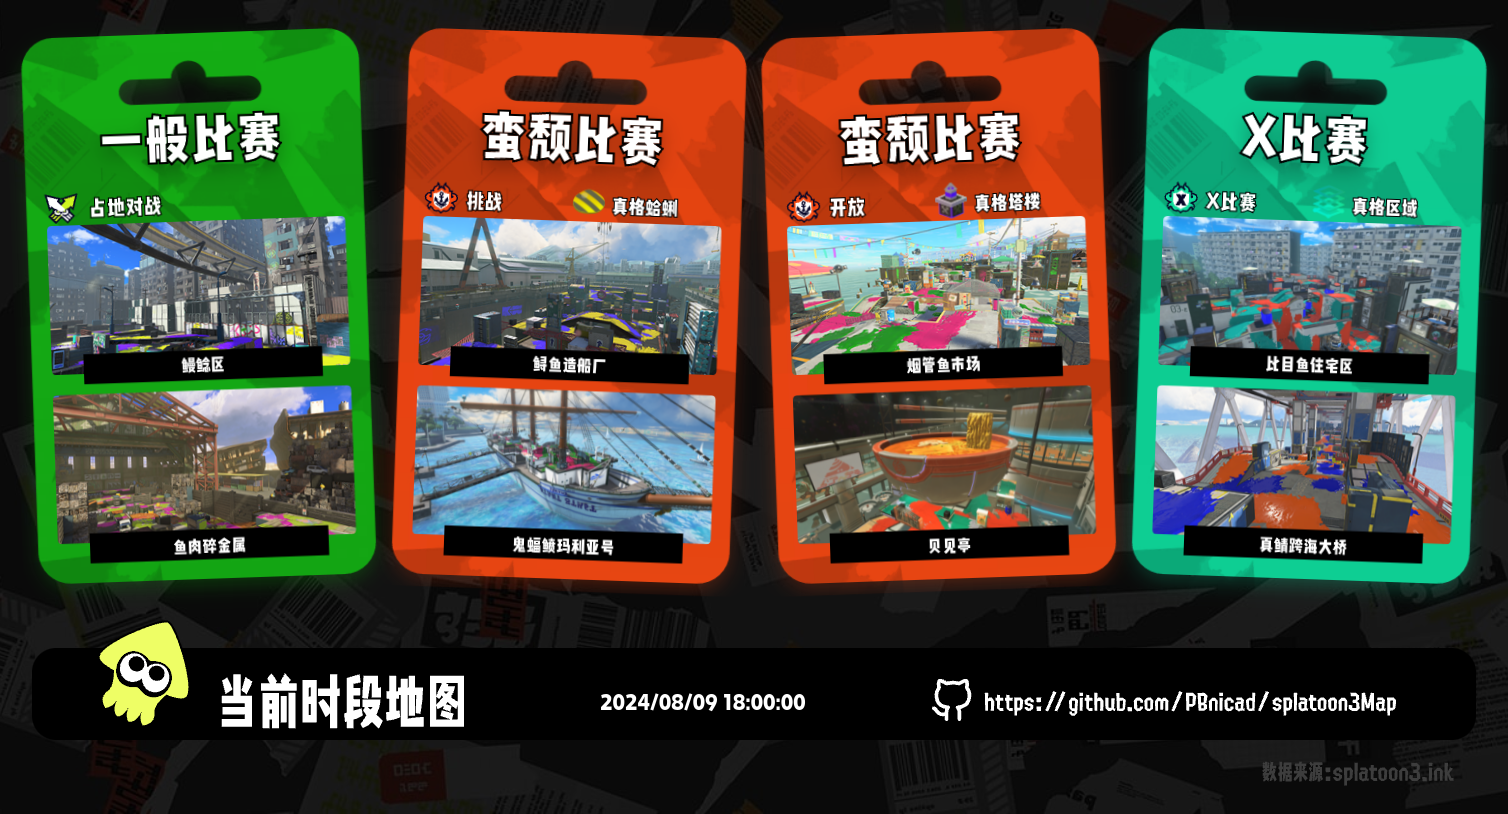 一般比赛
占地对战
鳗鲶区
鱼肉碎金属
蛮颓比赛
挑战
真格蛤蜊
鲟鱼造船厂
鬼蝠鲼玛利亚号
蛮颓比赛
开放
真格塔楼
烟管鱼市场
贝贝亭
X比赛
X比赛
真格区域
比目鱼住宅区
真鲭跨海大桥
当前时段地图
2024/08/09 18:00:00
https://github.com/PBnicad/splatoon3Map
数据来源:splatoon3.ink